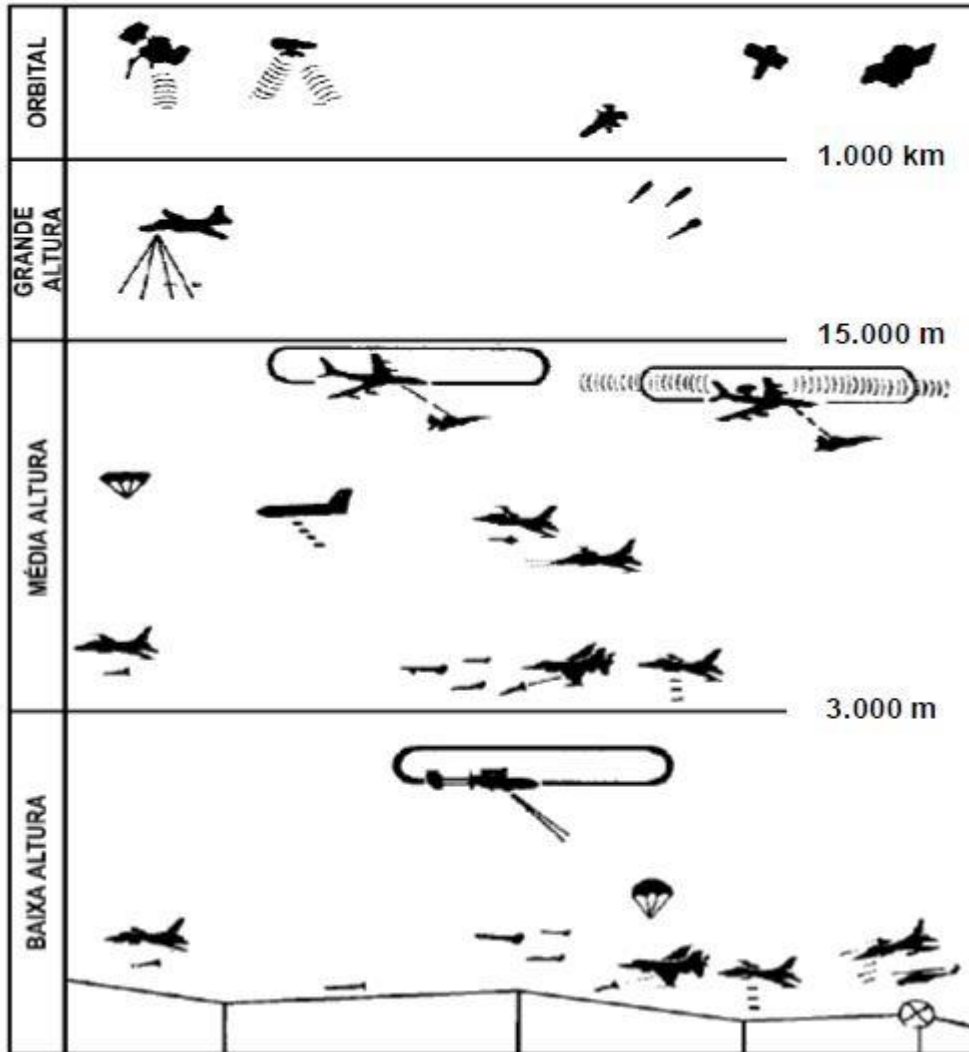 ORBITAL
1.000 km
GRANDE
ALTURA
15.000 m
MÉDIA ALTURA
3.000 m
BAIXA ALTURA